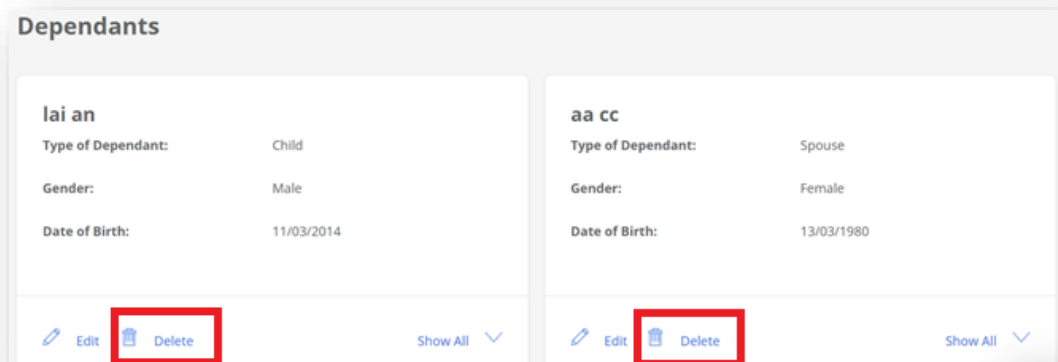 Dependants
lai an
Type of Dependant: Child
Gender: Male
Date of Birth: 11/03/2014
Edit Delete Show All
aa cc
Type of Dependant: Spouse
Gender: Female
Date of Birth: 13/03/1980
Edit Delete Show All